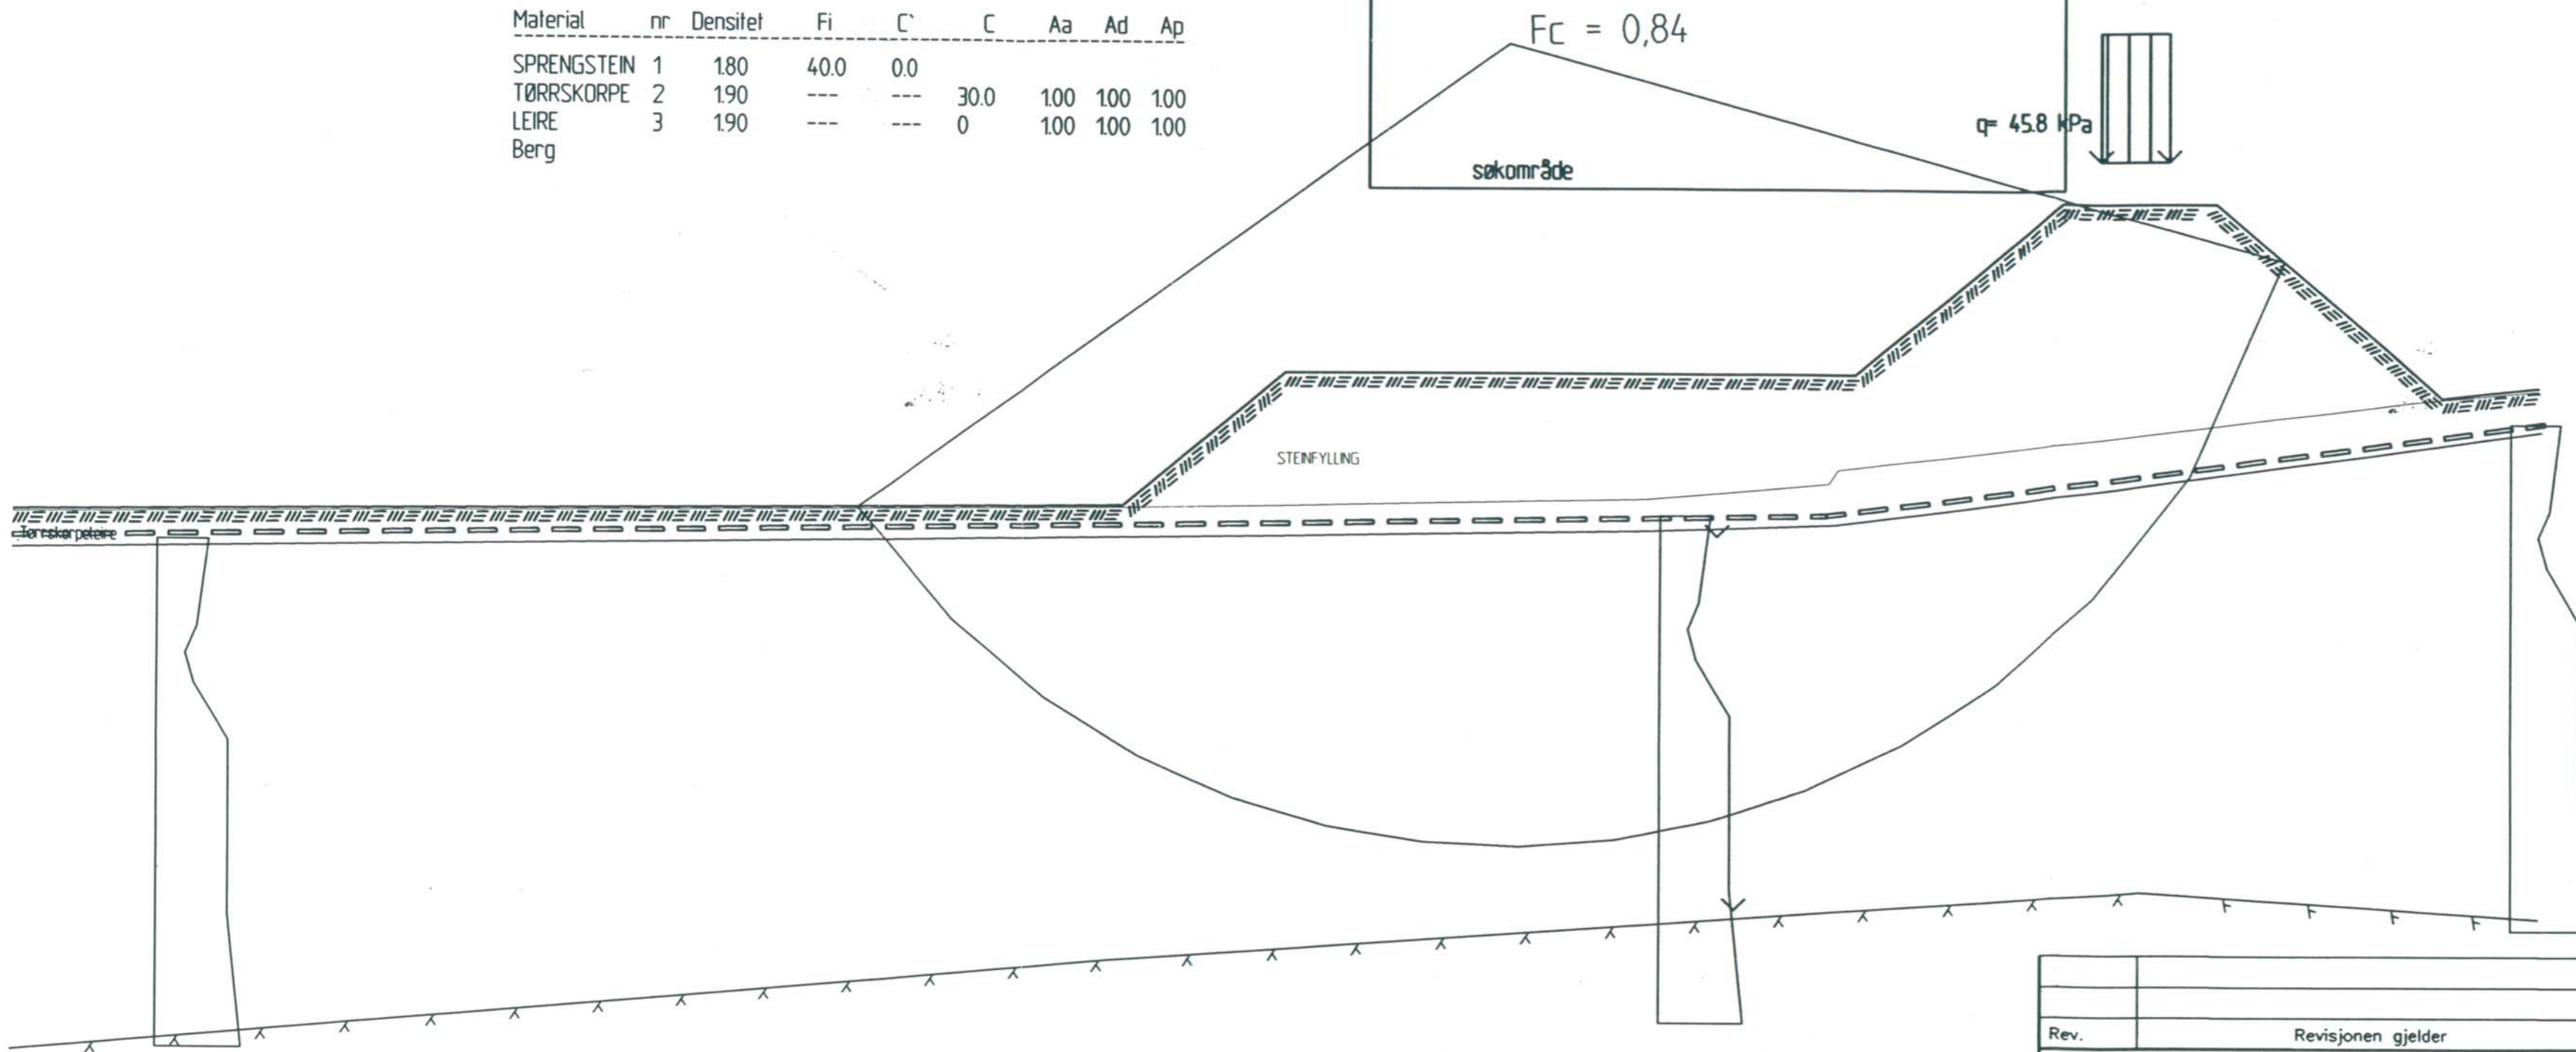 Material nr Densitet Fi C` C Aa Ad Ap
SPRENGSTEIN 1 1.80 40.0 0.0
TØRRSKORPE 2 1.90 --- --- 30.0 1.00 1.00 1.00
LEIRE 3 1.90 --- --- 0 1.00 1.00 1.00
Berg
Fc = 0,84
q= 45.8 kPa
søkområde
STEINFYLLING
Tørrskorpeleire
Rev. Revisjonen gjelder